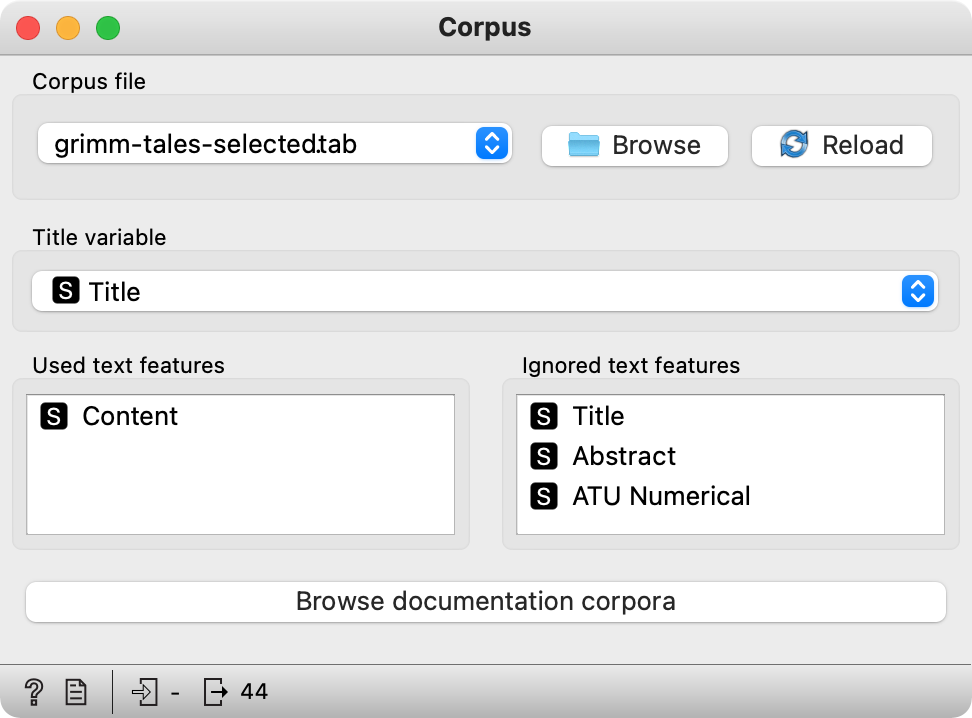 Corpus
Corpus file
grimm-tales-selected.tab
Browse
Reload
Title variable
S Title
Used text features
Ignored text features
S Content
S Title
S Abstract
S ATU Numerical
Browse documentation corpora
? - 44